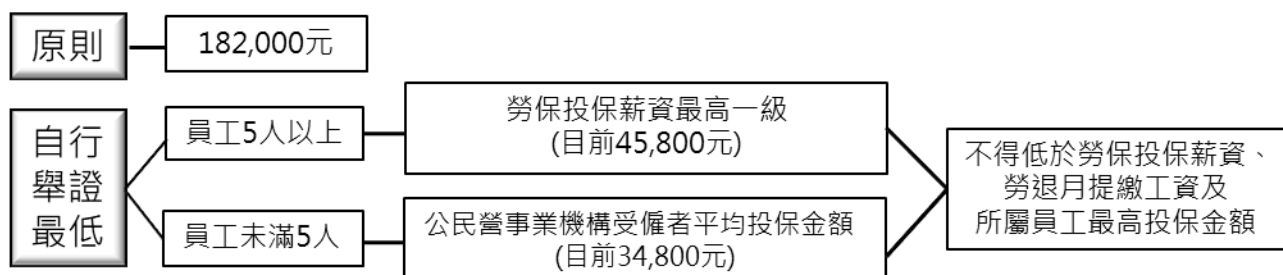 原則
182,000元
自行
舉證
最低
員工5人以上
勞保投保薪資最高一級
(目前45,800元)
員工未滿5人
公民營事業機構受僱者平均投保金額
(目前34,800元)
不得低於勞保投保薪資、
勞退月提繳工資及
所屬員工最高投保金額